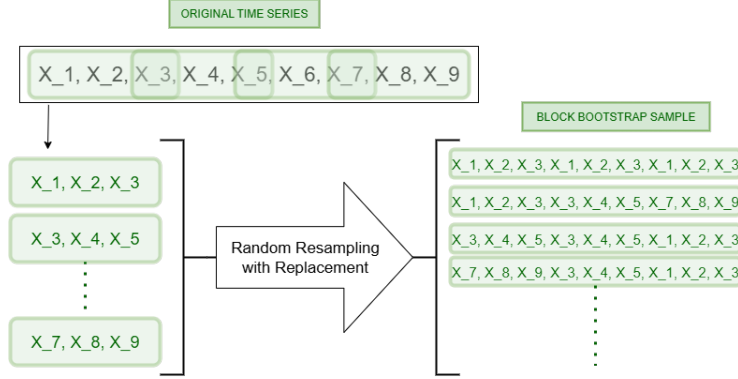 ORIGINAL TIME SERIES
X_1, X_2, X_3, X_4, X_5, X_6, X_7, X_8, X_9
BLOCK BOOTSTRAP SAMPLE
X_1, X_2, X_3
X_3, X_4, X_5
X_7, X_8, X_9
Random Resampling
with Replacement
X_1, X_2, X_3, X_1, X_2, X_3, X_1, X_2, X_3
X_1, X_2, X_3, X_3, X_4, X_5, X_7, X_8, X_9
X_3, X_4, X_5, X_3, X_4, X_5, X_1, X_2, X_3
X_7, X_8, X_9, X_3, X_4, X_5, X_1, X_2, X_3